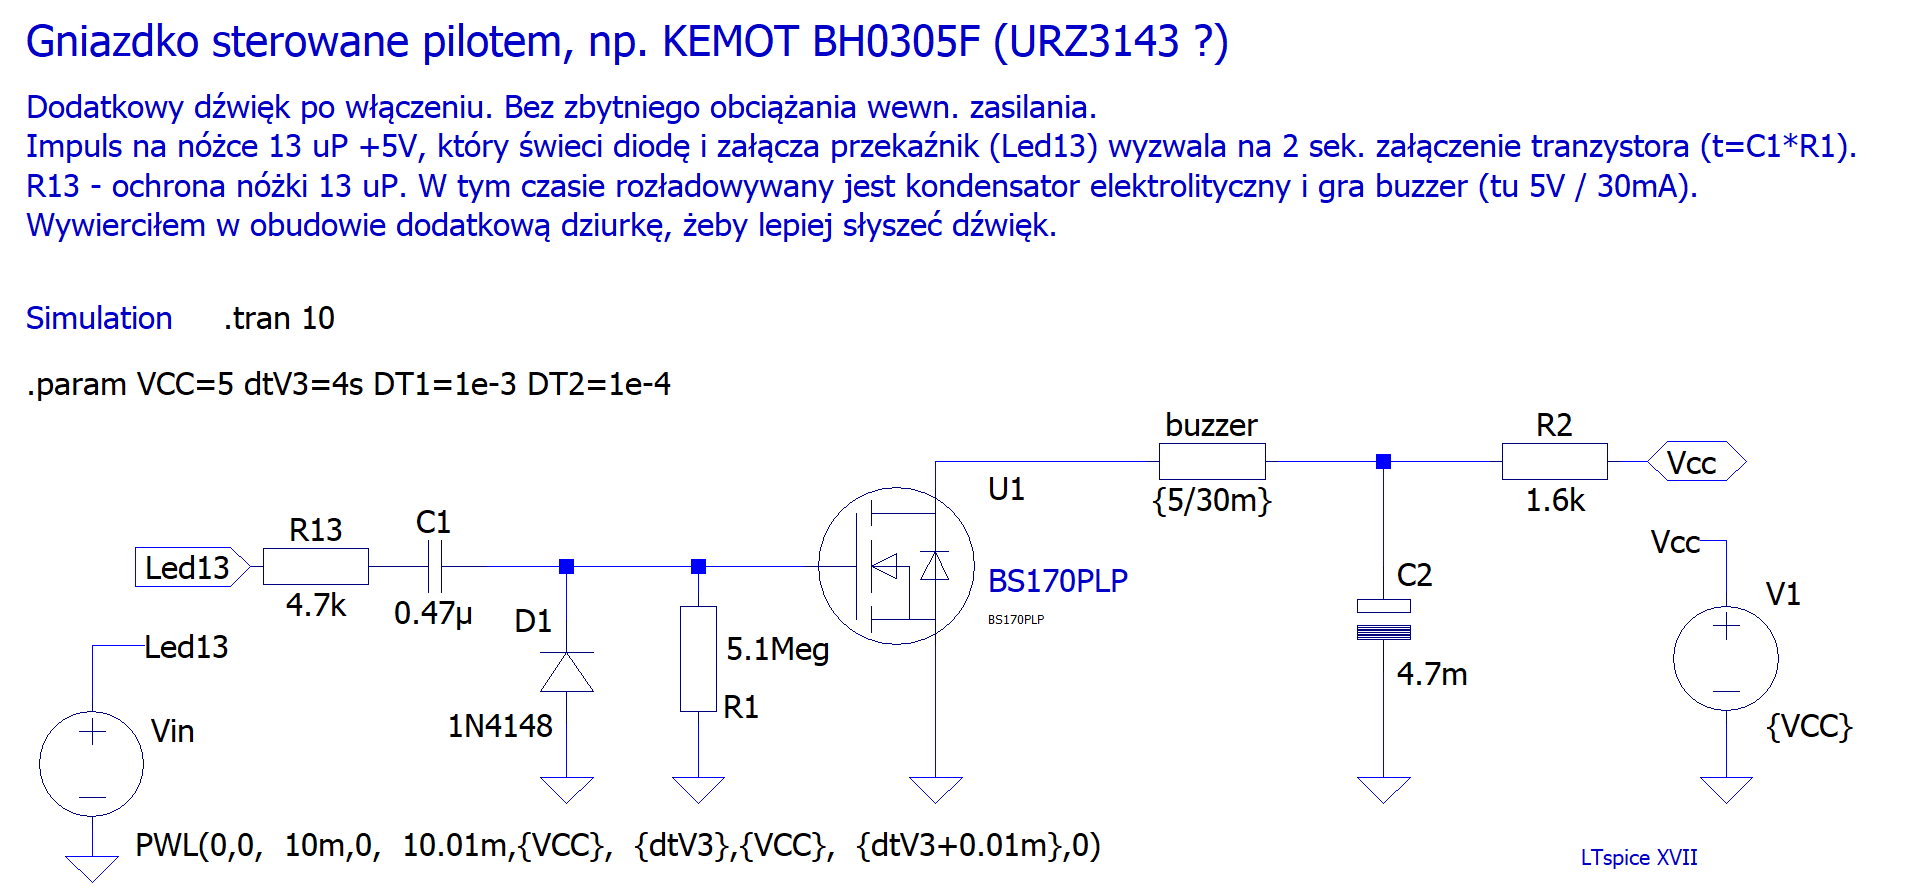 Gniazdko sterowane pilotem, np. KEMOT BH0305F (URZ3143 ?)
Dodatkowy dźwięk po włączeniu. Bez zbytniego obciążania wewn. zasilania.
Impuls na nóżce 13 uP +5V, który świeci diodę i załącza przekaźnik (Led13) wyzwala na 2 sek. załączenie tranzystora (t=C1*R1).
R13 - ochrona nóżki 13 uP. W tym czasie rozładowywany jest kondensator elektrolityczny i gra buzzer (tu 5V / 30mA).
Wywierciłem w obudowie dodatkową dziurkę, żeby lepiej słyszeć dźwięk.
Simulation .tran 10
.param VCC=5 dtV3=4s DT1=1e-3 DT2=1e-4
buzzer
R2
Vcc
{5/30m}
1.6k
U1
R13
C1
Led13
4.7k
0.47µ
BS170PLP
BS170PLP
Vcc
C2
V1
D1
5.1Meg
Led13
4.7m
R1
1N4148
Vin
{VCC}
PWL(0,0, 10m,0, 10.01m,{VCC}, {dtV3},{VCC}, {dtV3+0.01m},0)
LTspice XVII